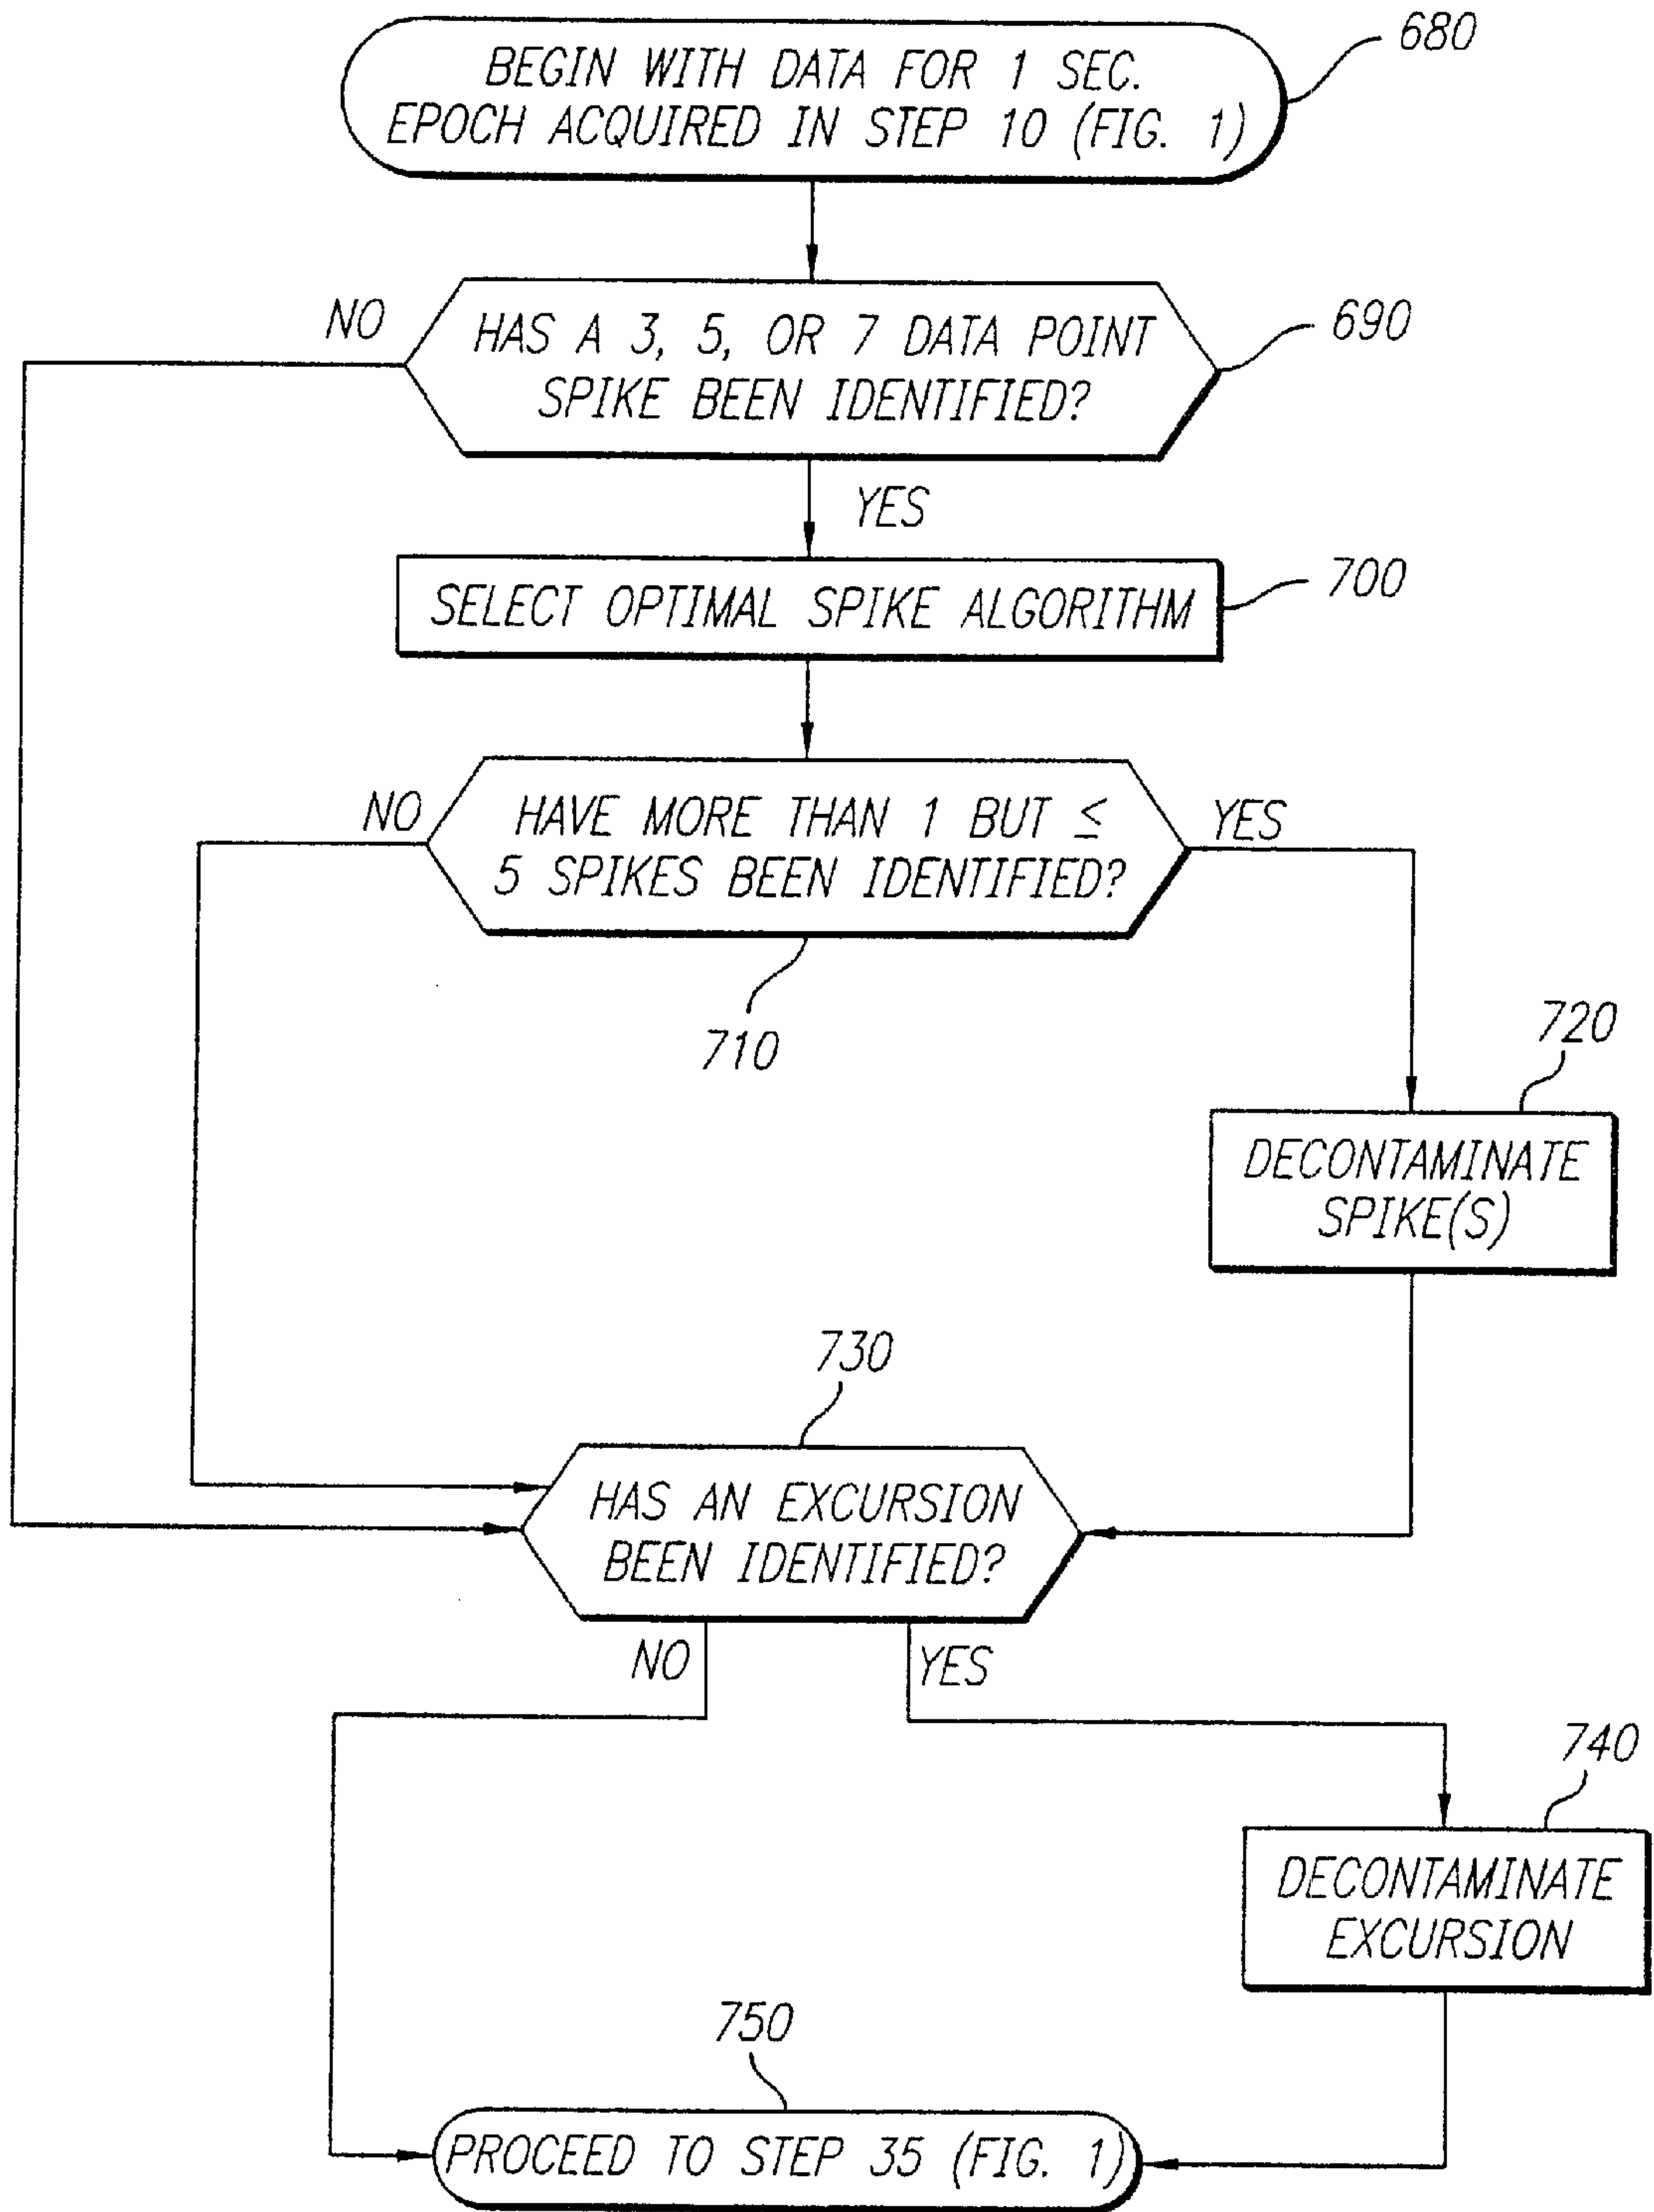 680
BEGIN WITH DATA FOR 1 SEC.
EPOCH ACQUIRED IN STEP 10 (FIG. 1)
NO
HAS A 3, 5, OR 7 DATA POINT
SPIKE BEEN IDENTIFIED?
690
YES
SELECT OPTIMAL SPIKE ALGORITHM
700
NO
HAVE MORE THAN 1 BUT ≤
5 SPIKES BEEN IDENTIFIED?
YES
710
720
DECONTAMINATE
SPIKE(S)
730
HAS AN EXCURSION
BEEN IDENTIFIED?
NO
YES
740
DECONTAMINATE
EXCURSION
750
PROCEED TO STEP 35 (FIG. 1)